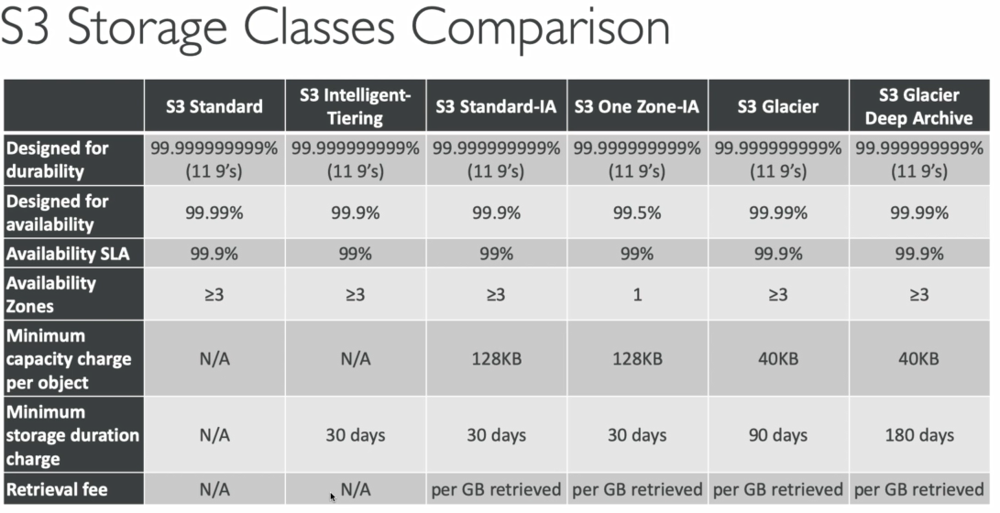 S3 Storage Classes Comparison
S3 Standard
S3 Intelligent-
Tiering
S3 Standard-IA
S3 One Zone-IA
S3 Glacier
S3 Glacier
Deep Archive
Designed for
durability
99.999999999%
(11 9's)
99.999999999%
(11 9's)
99.999999999%
(11 9's)
99.999999999%
(11 9's)
99.999999999%
(11 9's)
99.999999999%
(11 9's)
Designed for
availability
99.99%
99.9%
99.9%
99.5%
99.99%
99.99%
Availability SLA
99.9%
99%
99%
99%
99.9%
99.9%
Availability
Zones
≥3
≥3
≥3
1
≥3
≥3
Minimum
capacity charge
per object
N/A
N/A
128KB
128KB
40KB
40KB
Minimum
storage duration
charge
N/A
30 days
30 days
30 days
90 days
180 days
Retrieval fee
N/A
N/A
per GB retrieved
per GB retrieved
per GB retrieved
per GB retrieved